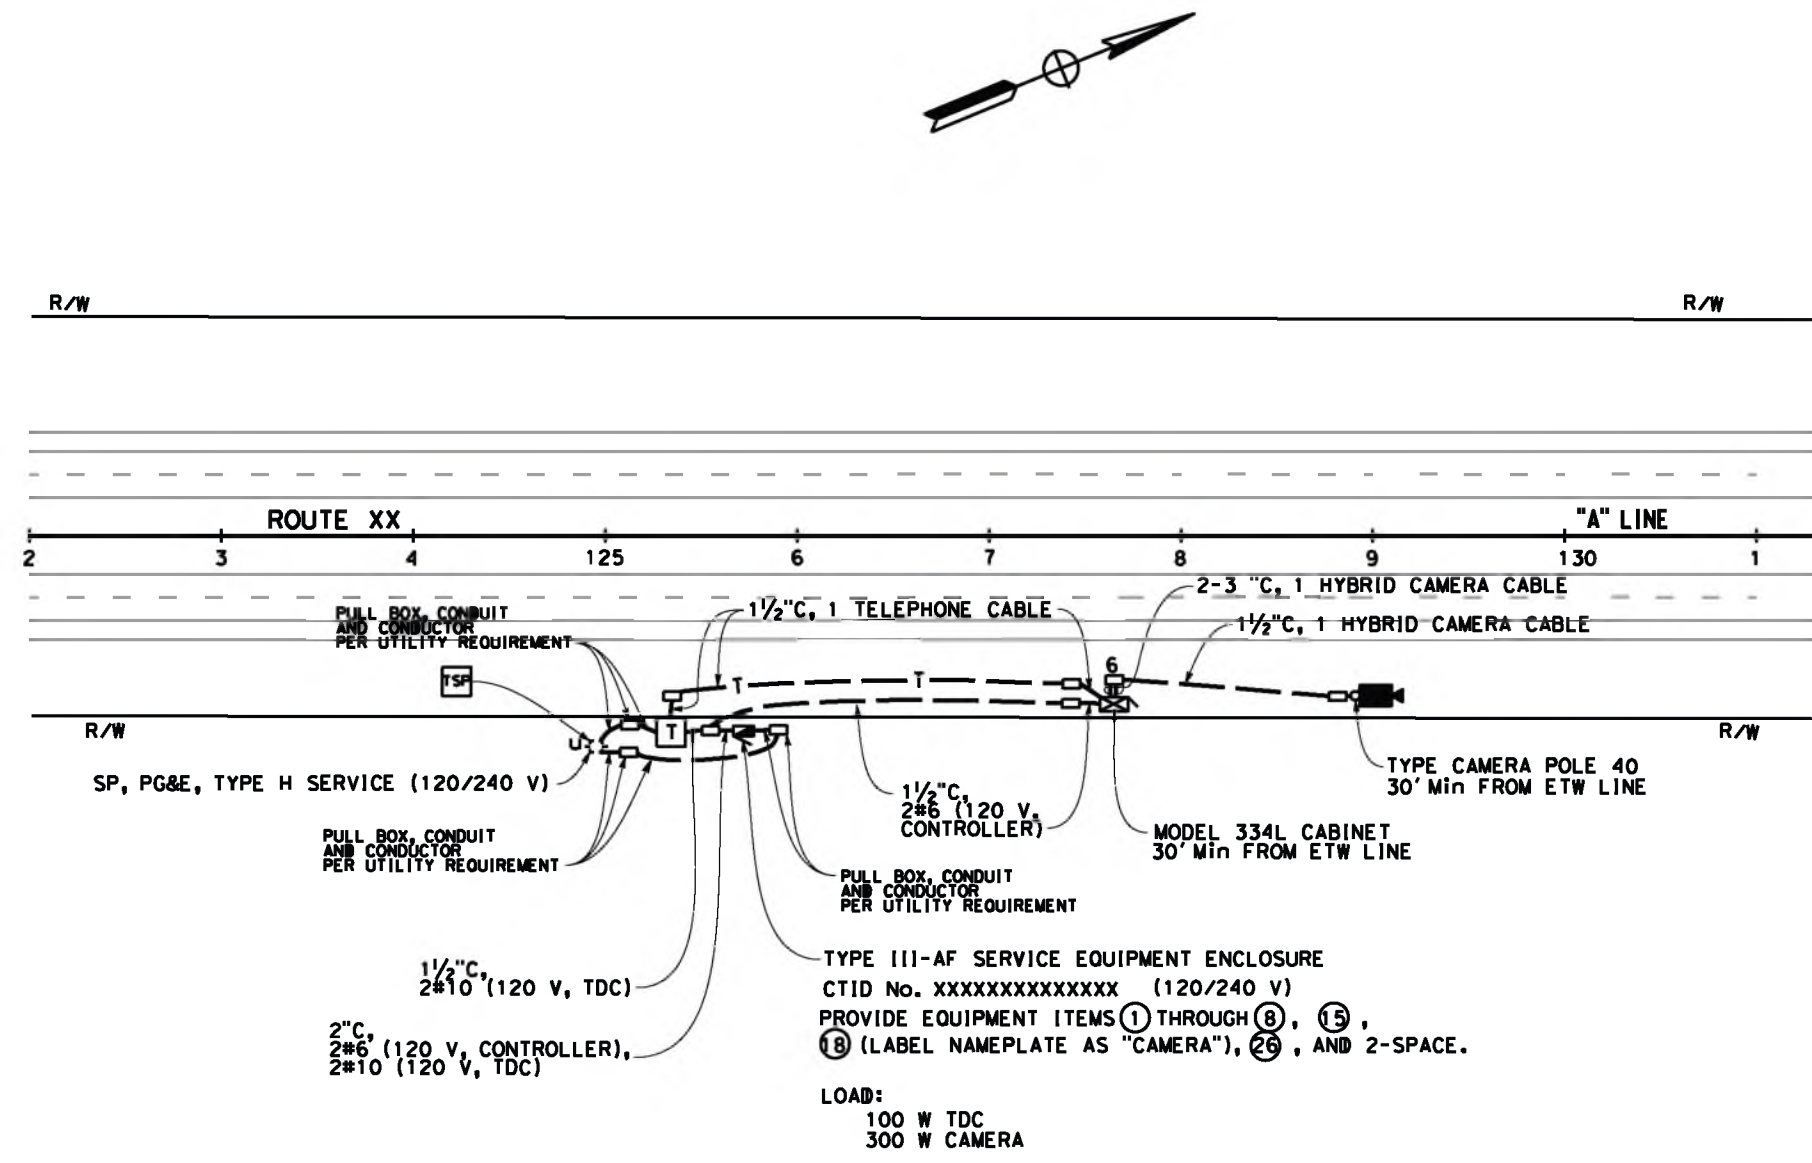 R/W
R/W
ROUTE XX
"A" LINE
2
3
4
125
6
7
8
9
130
1
2-3 "C, 1 HYBRID CAMERA CABLE
PULL BOX, CONDUIT
AND CONDUCTOR
PER UTILITY REQUIREMENT
1½"C, 1 TELEPHONE CABLE
1½"C, 1 HYBRID CAMERA CABLE
6
TSP
T
T
T
U
R/W
R/W
SP, PG&E, TYPE H SERVICE (120/240 V)
TYPE CAMERA POLE 40
30' Min FROM ETW LINE
1½"C,
2#6 (120 V.
CONTROLLER)
PULL BOX, CONDUIT
AND CONDUCTOR
PER UTILITY REQUIREMENT
MODEL 334L CABINET
30' Min FROM ETW LINE
PULL BOX, CONDUIT
AND CONDUCTOR
PER UTILITY REQUIREMENT
1½"C,
2#10 (120 V, TDC)
2"C,
2#6 (120 V, CONTROLLER),
2#10 (120 V, TDC)
TYPE III-AF SERVICE EQUIPMENT ENCLOSURE
CTID No. XXXXXXXXXXXXXX (120/240 V)
PROVIDE EQUIPMENT ITEMS 1 THROUGH 8, 15,
18 (LABEL NAMEPLATE AS "CAMERA"), 26, AND 2-SPACE.
LOAD:
100 W TDC
300 W CAMERA